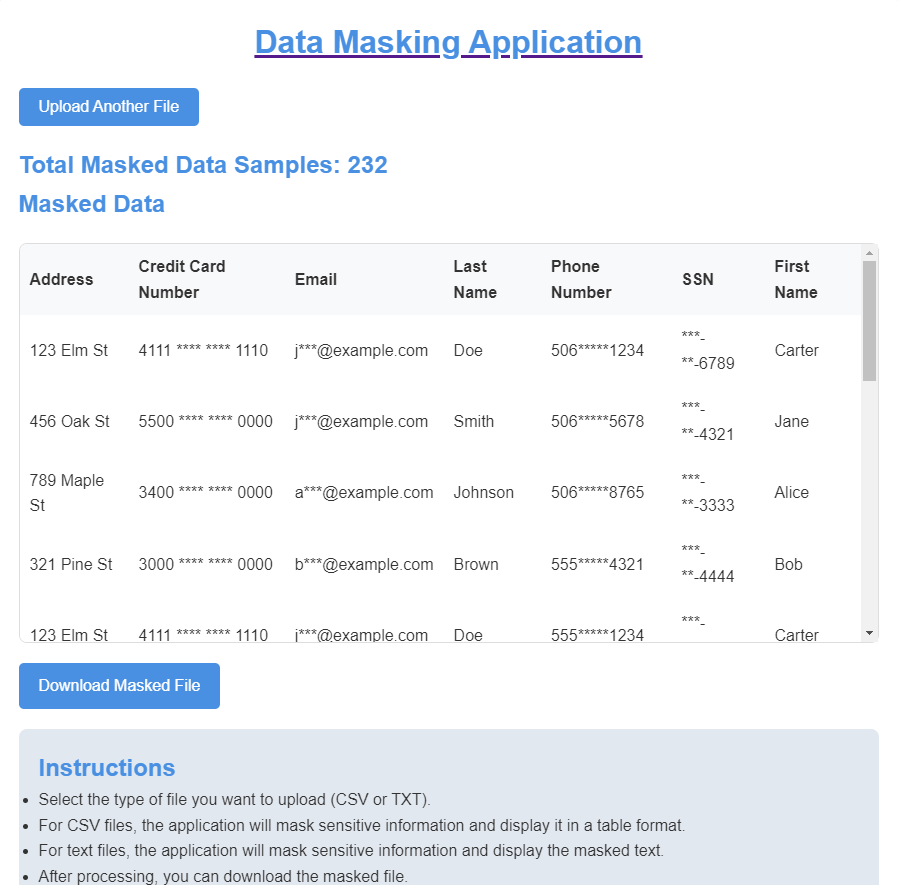 Data Masking Application
Upload Another File
Total Masked Data Samples: 232
Masked Data
Address Credit Card Number Email Last Name Phone Number SSN First Name
123 Elm St 4111 **** **** 1110 j***@example.com Doe 506*****1234 ***-**-6789 Carter
456 Oak St 5500 **** **** 0000 j***@example.com Smith 506*****5678 ***-**-4321 Jane
789 Maple St 3400 **** **** 0000 a***@example.com Johnson 506*****8765 ***-**-3333 Alice
321 Pine St 3000 **** **** 0000 b***@example.com Brown 555*****4321 ***-**-4444 Bob
123 Elm St 4111 **** **** 1110 j***@example.com Doe 555*****1234 ***- Carter
Download Masked File
Instructions
• Select the type of file you want to upload (CSV or TXT).
• For CSV files, the application will mask sensitive information and display it in a table format.
• For text files, the application will mask sensitive information and display the masked text.
• After processing, you can download the masked file.